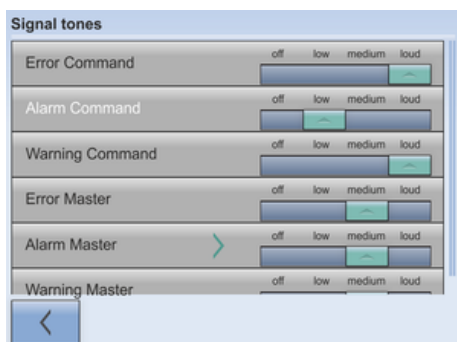 Signal tones
Error Command off low medium loud
Alarm Command off low medium loud
Warning Command off low medium loud
Error Master off low medium loud
Alarm Master off low medium loud
Warning Master off low medium loud